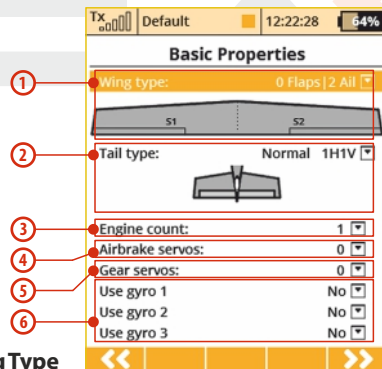 Tx Default 12:22:28 64%
Basic Properties
1 Wing type: 0 Flaps|2 Ail
S1 S2
2 Tail type: Normal 1H1V
3 Engine count: 1
4 Airbrake servos: 0
5 Gear servos: 0
Use gyro 1 No
6 Use gyro 2 No
Use gyro 3 No
g Type
<< >>